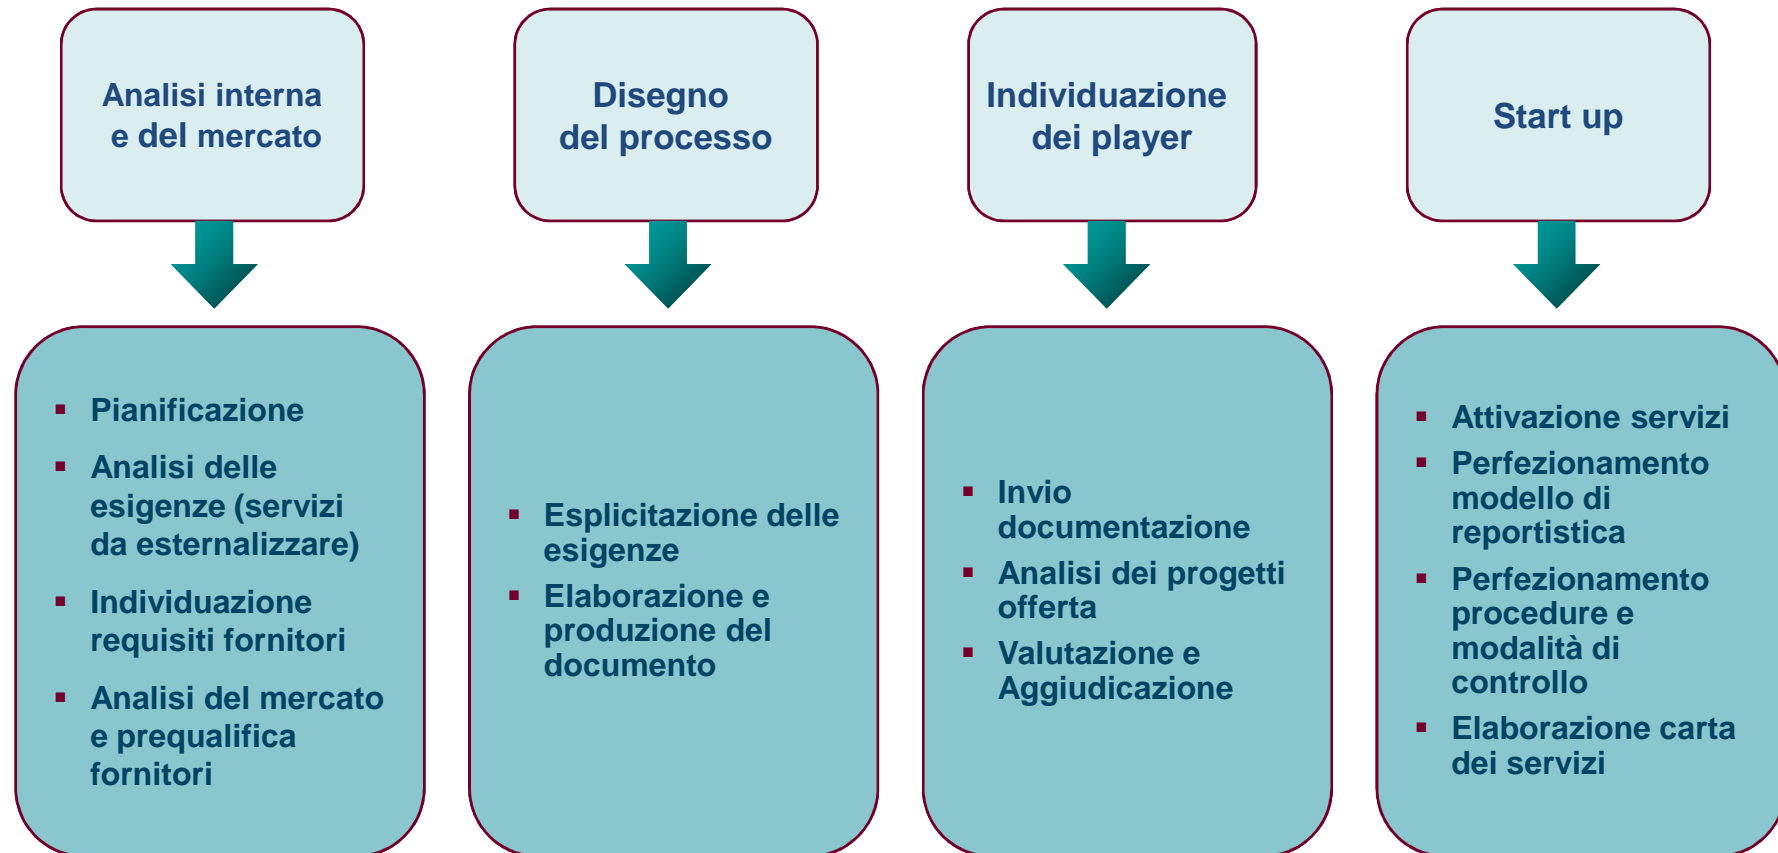 Analisi interna
e del mercato
Disegno
del processo
Individuazione
dei player
Start up
▪ Pianificazione
▪ Analisi delle
esigenze (servizi
da esternalizzare)
▪ Individuazione
requisiti fornitori
▪ Analisi del mercato
e prequalifica
fornitori
▪ Esplicitazione delle
esigenze
▪ Elaborazione e
produzione del
documento
▪ Invio
documentazione
▪ Analisi dei progetti
offerta
▪ Valutazione e
Aggiudicazione
▪ Attivazione servizi
▪ Perfezionamento
modello di
reportistica
▪ Perfezionamento
procedure e
modalità di
controllo
▪ Elaborazione carta
dei servizi